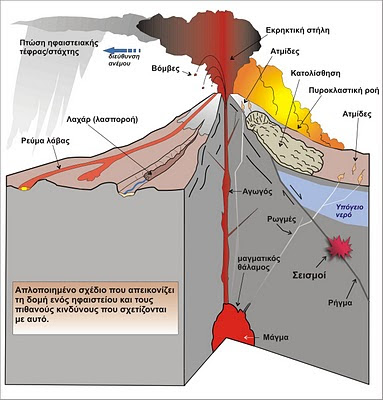 Εκρηκτική στήλη
Πτώση ηφαιστειακής
τέφρας/στάχτης
διεύθυνση
ανέμου
Ατμίδες
Βόμβες
Κατολίσθηση
Πυροκλαστική ροή
Ατμίδες
Λαχάρ (λασποροή)
Ρεύμα λάβας
Αγωγός
Υπόγειο
νερό
Ρωγμές
μαγματικός
θάλαμος
Σεισμοί
Ρήγμα
Απλοποιημένο σχέδιο που απεικονίζει
τη δομή ενός ηφαιστείου και τους
πιθανούς κινδύνους που σχετίζονται
με αυτό.
Μάγμα